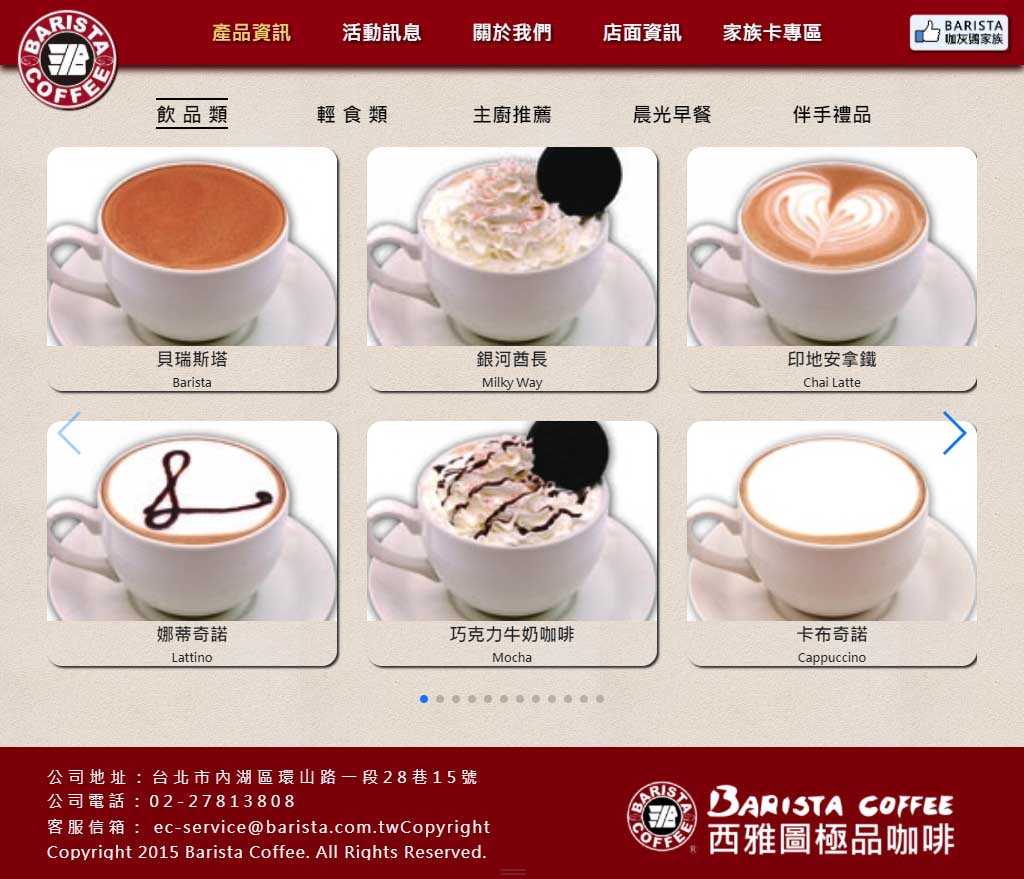 BARISTA COFFEE
產品資訊 活動訊息 關於我們 店面資訊 家族卡專區
BARISTA
咖灰獨家族
飲品類 輕食類 主廚推薦 晨光早餐 伴手禮品
貝瑞斯塔 銀河酋長 印地安拿鐵
Barista Milky Way Chai Latte
娜蒂奇諾 巧克力牛奶咖啡 卡布奇諾
Lattino Mocha Cappuccino
公司地址：台北市內湖區環山路一段28巷15號
公司電話：02-27813808
客服信箱： ec-service@barista.com.twCopyright
Copyright 2015 Barista Coffee. All Rights Reserved.
BARISTA COFFEE
R
BARISTA COFFEE
西雅圖極品咖啡